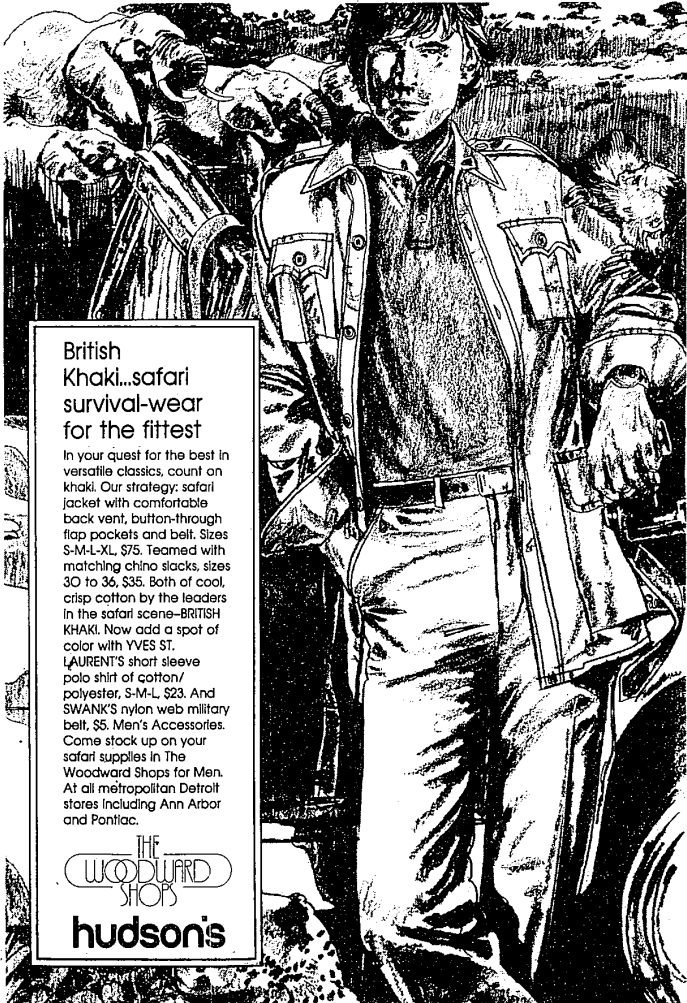 British
Khaki...safari
survival-wear
for the fittest
In your quest for the best in
versatile classics, count on
khaki. Our strategy: safari
jacket with comfortable
back vent, button-through
flap pockets and belt. Sizes
S-M-L-XL, $75. Teamed with
matching chino slacks, sizes
30 to 36, $35. Both of cool,
crisp cotton by the leaders
in the safari scene–BRITISH
KHAKI. Now add a spot of
color with YVES ST.
LAURENT'S short sleeve
polo shirt of cotton/
polyester, S-M-L, $23. And
SWANK'S nylon web military
belt, $5. Men's Accessories.
Come stock up on your
safari supplies in The
Woodward Shops for Men.
At all metropolitan Detroit
stores including Ann Arbor
and Pontiac.
THE
WOODWARD
SHOPS
hudson's